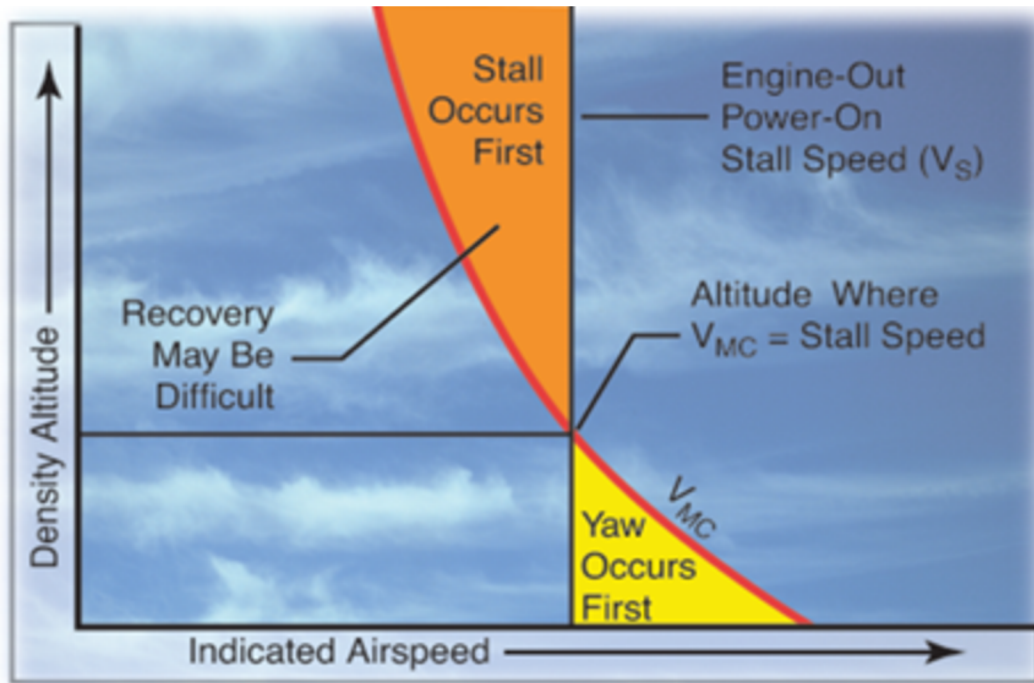 Stall
Occurs
First
Engine-Out
Power-On
Stall Speed (VS)
Altitude Where
VMC = Stall Speed
Recovery
May Be
Difficult
Density Altitude
VMC
Yaw
Occurs
First
Indicated Airspeed